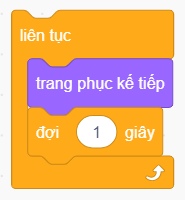 liên tục
trang phục kế tiếp
đợi 1 giây